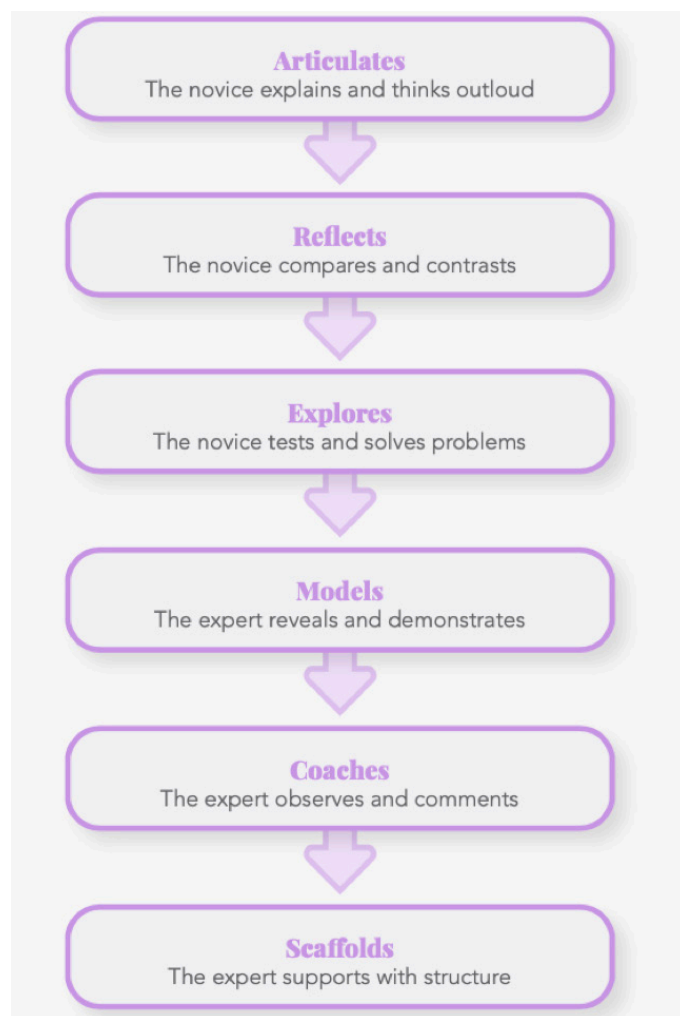 Articulates
The novice explains and thinks outloud
Reflects
The novice compares and contrasts
Explores
The novice tests and solves problems
Models
The expert reveals and demonstrates
Coaches
The expert observes and comments
Scaffolds
The expert supports with structure